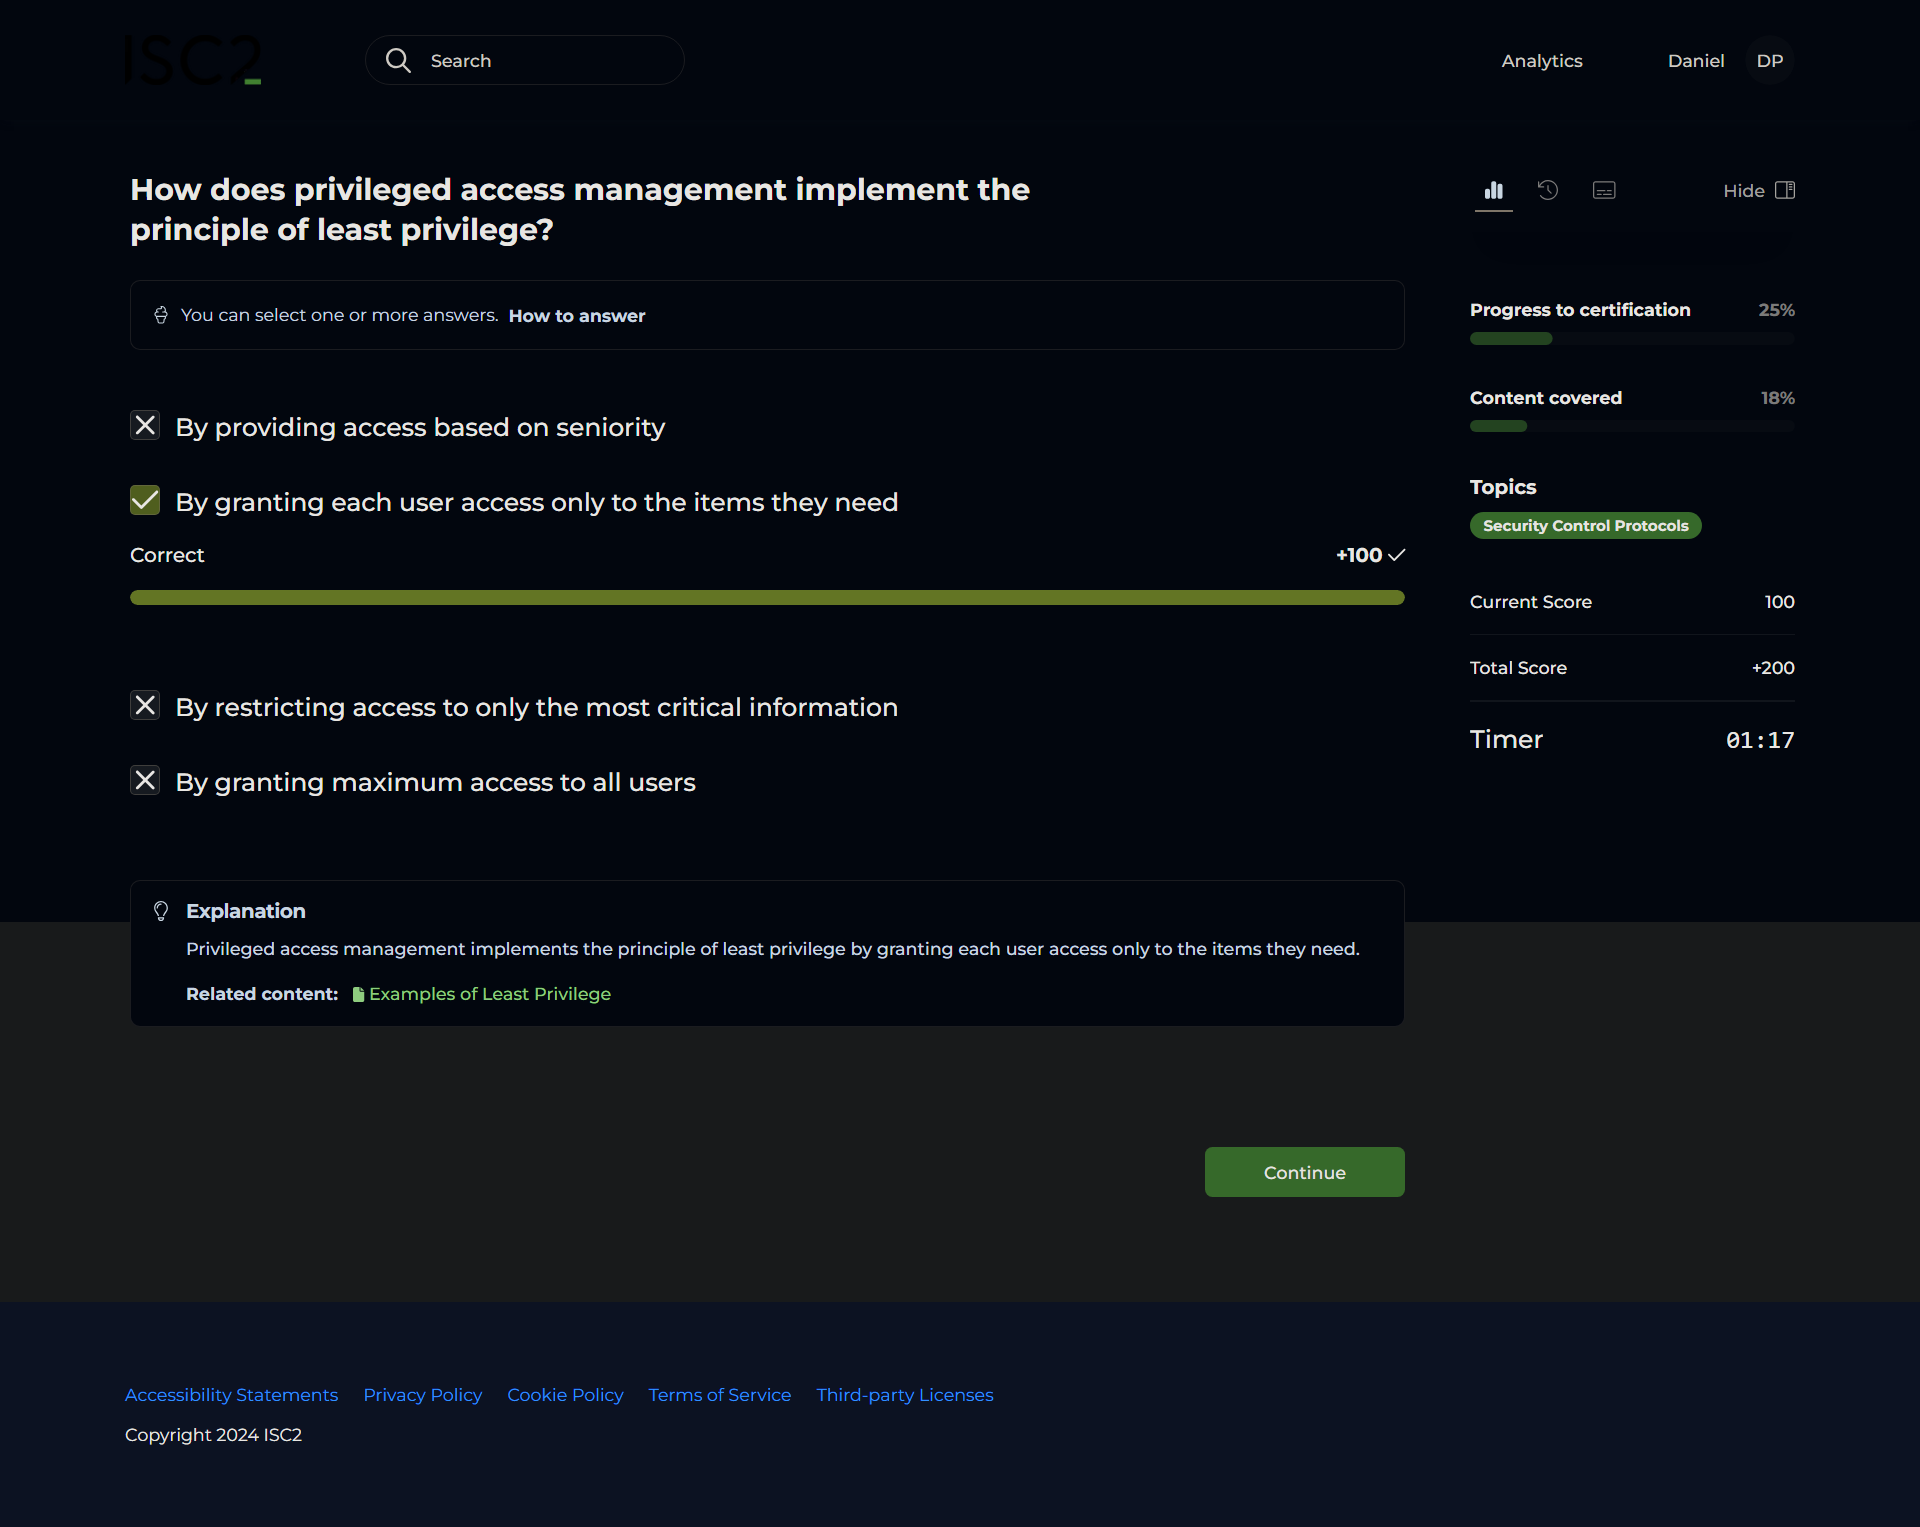 ISC2
Search
Analytics
Daniel
DP
How does privileged access management implement the
principle of least privilege?
You can select one or more answers. How to answer
By providing access based on seniority
By granting each user access only to the items they need
Correct
+100
By restricting access to only the most critical information
By granting maximum access to all users
Explanation
Privileged access management implements the principle of least privilege by granting each user access only to the items they need.
Related content: Examples of Least Privilege
Continue
Hide
Progress to certification 25%
Content covered 18%
Topics
Security Control Protocols
Current Score 100
Total Score +200
Timer 01:17
Accessibility Statements Privacy Policy Cookie Policy Terms of Service Third-party Licenses
Copyright 2024 ISC2